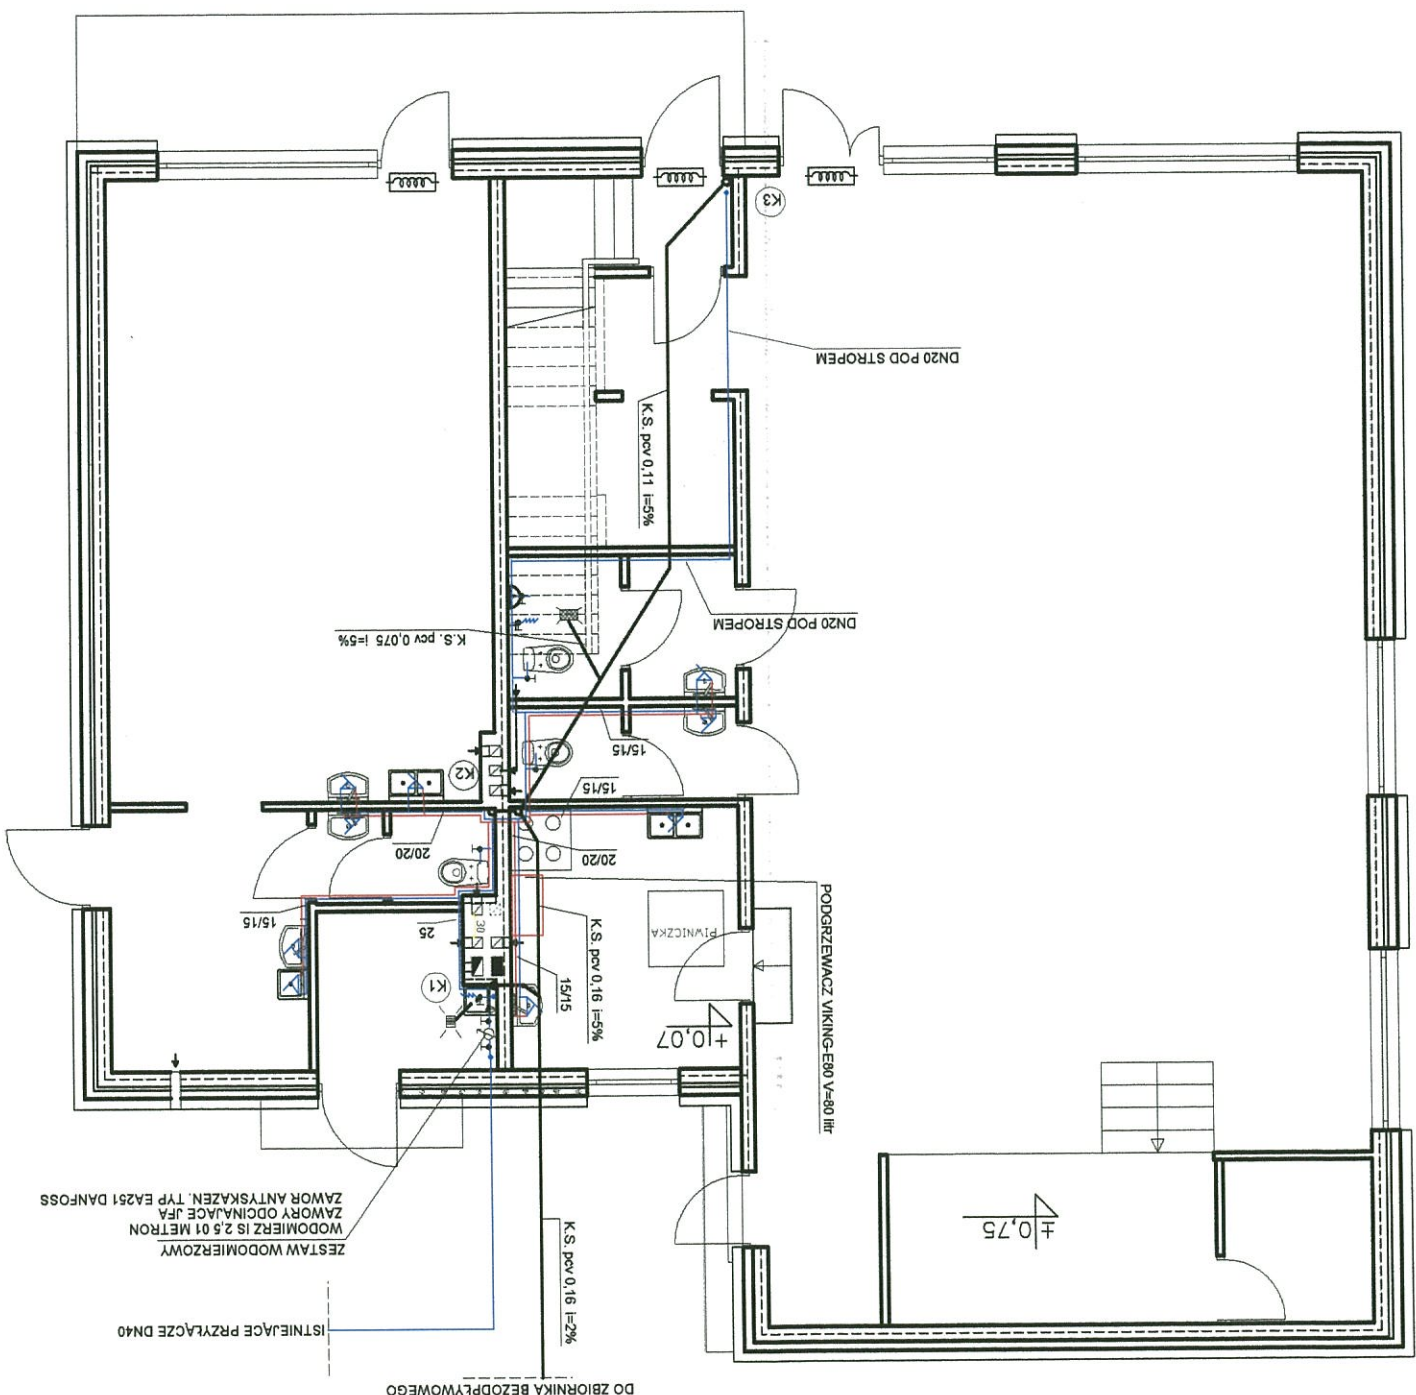 DO ZBIORNIKA BEZODPŁYWOWEGO
ISTNIEJĄCE PRZYŁĄCZE DN40
K.S. pcv 0,16 i=2%
ZESTAW WODOMIERZOWY
WODOMIERZ IS 2,5 01 METRON
ZAWORY ODCINAJĄCE JFA
ZAWOR ANTYSKAZEN. TYP EA251 DANFOSS
±0,75
±0,07
K1
15/15
K.S. pcv 0,16 i=5%
PIWNICZKA
PODGRZEWACZ VIKING-E80 V=80 litr
25
30
15/15
20/20
20/20
15/15
K2
15/15
K.S. pcv 0,075 i=5%
DN20 POD STROPEM
K.S. pcv 0,11 i=5%
DN20 POD STROPEM
K3